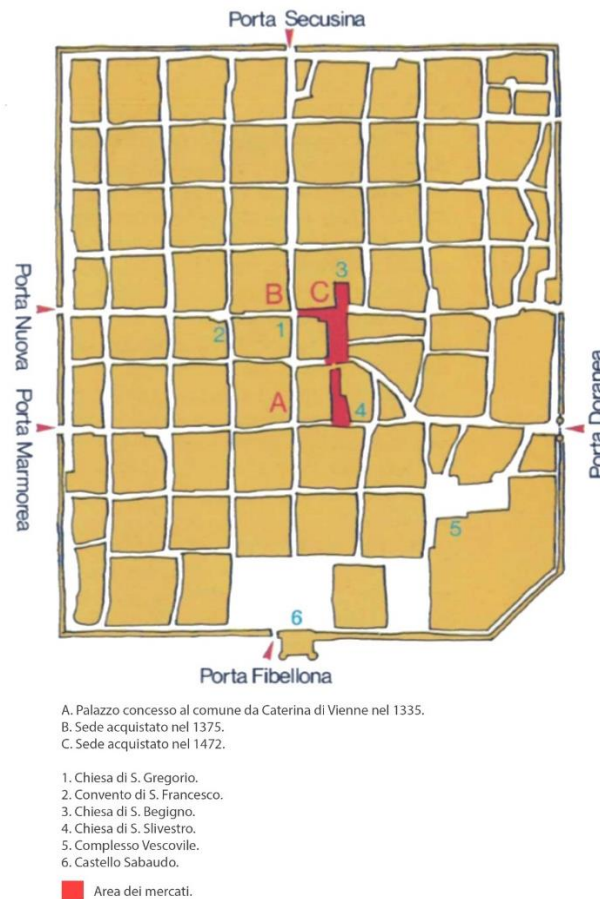 Porta Secusina
3
B C
Porta Nuova
2
1
A
4
Porta Marmorea
Porta Doranea
5
6
Porta Fibellona
A. Palazzo concesso al comune da Caterina di Vienne nel 1335.
B. Sede acquistato nel 1375.
C. Sede acquistato nel 1472.
1. Chiesa di S. Gregorio.
2. Convento di S. Francesco.
3. Chiesa di S. Begigno.
4. Chiesa di S. Slivestro.
5. Complesso Vescovile.
6. Castello Sabaudo.
Area dei mercati.